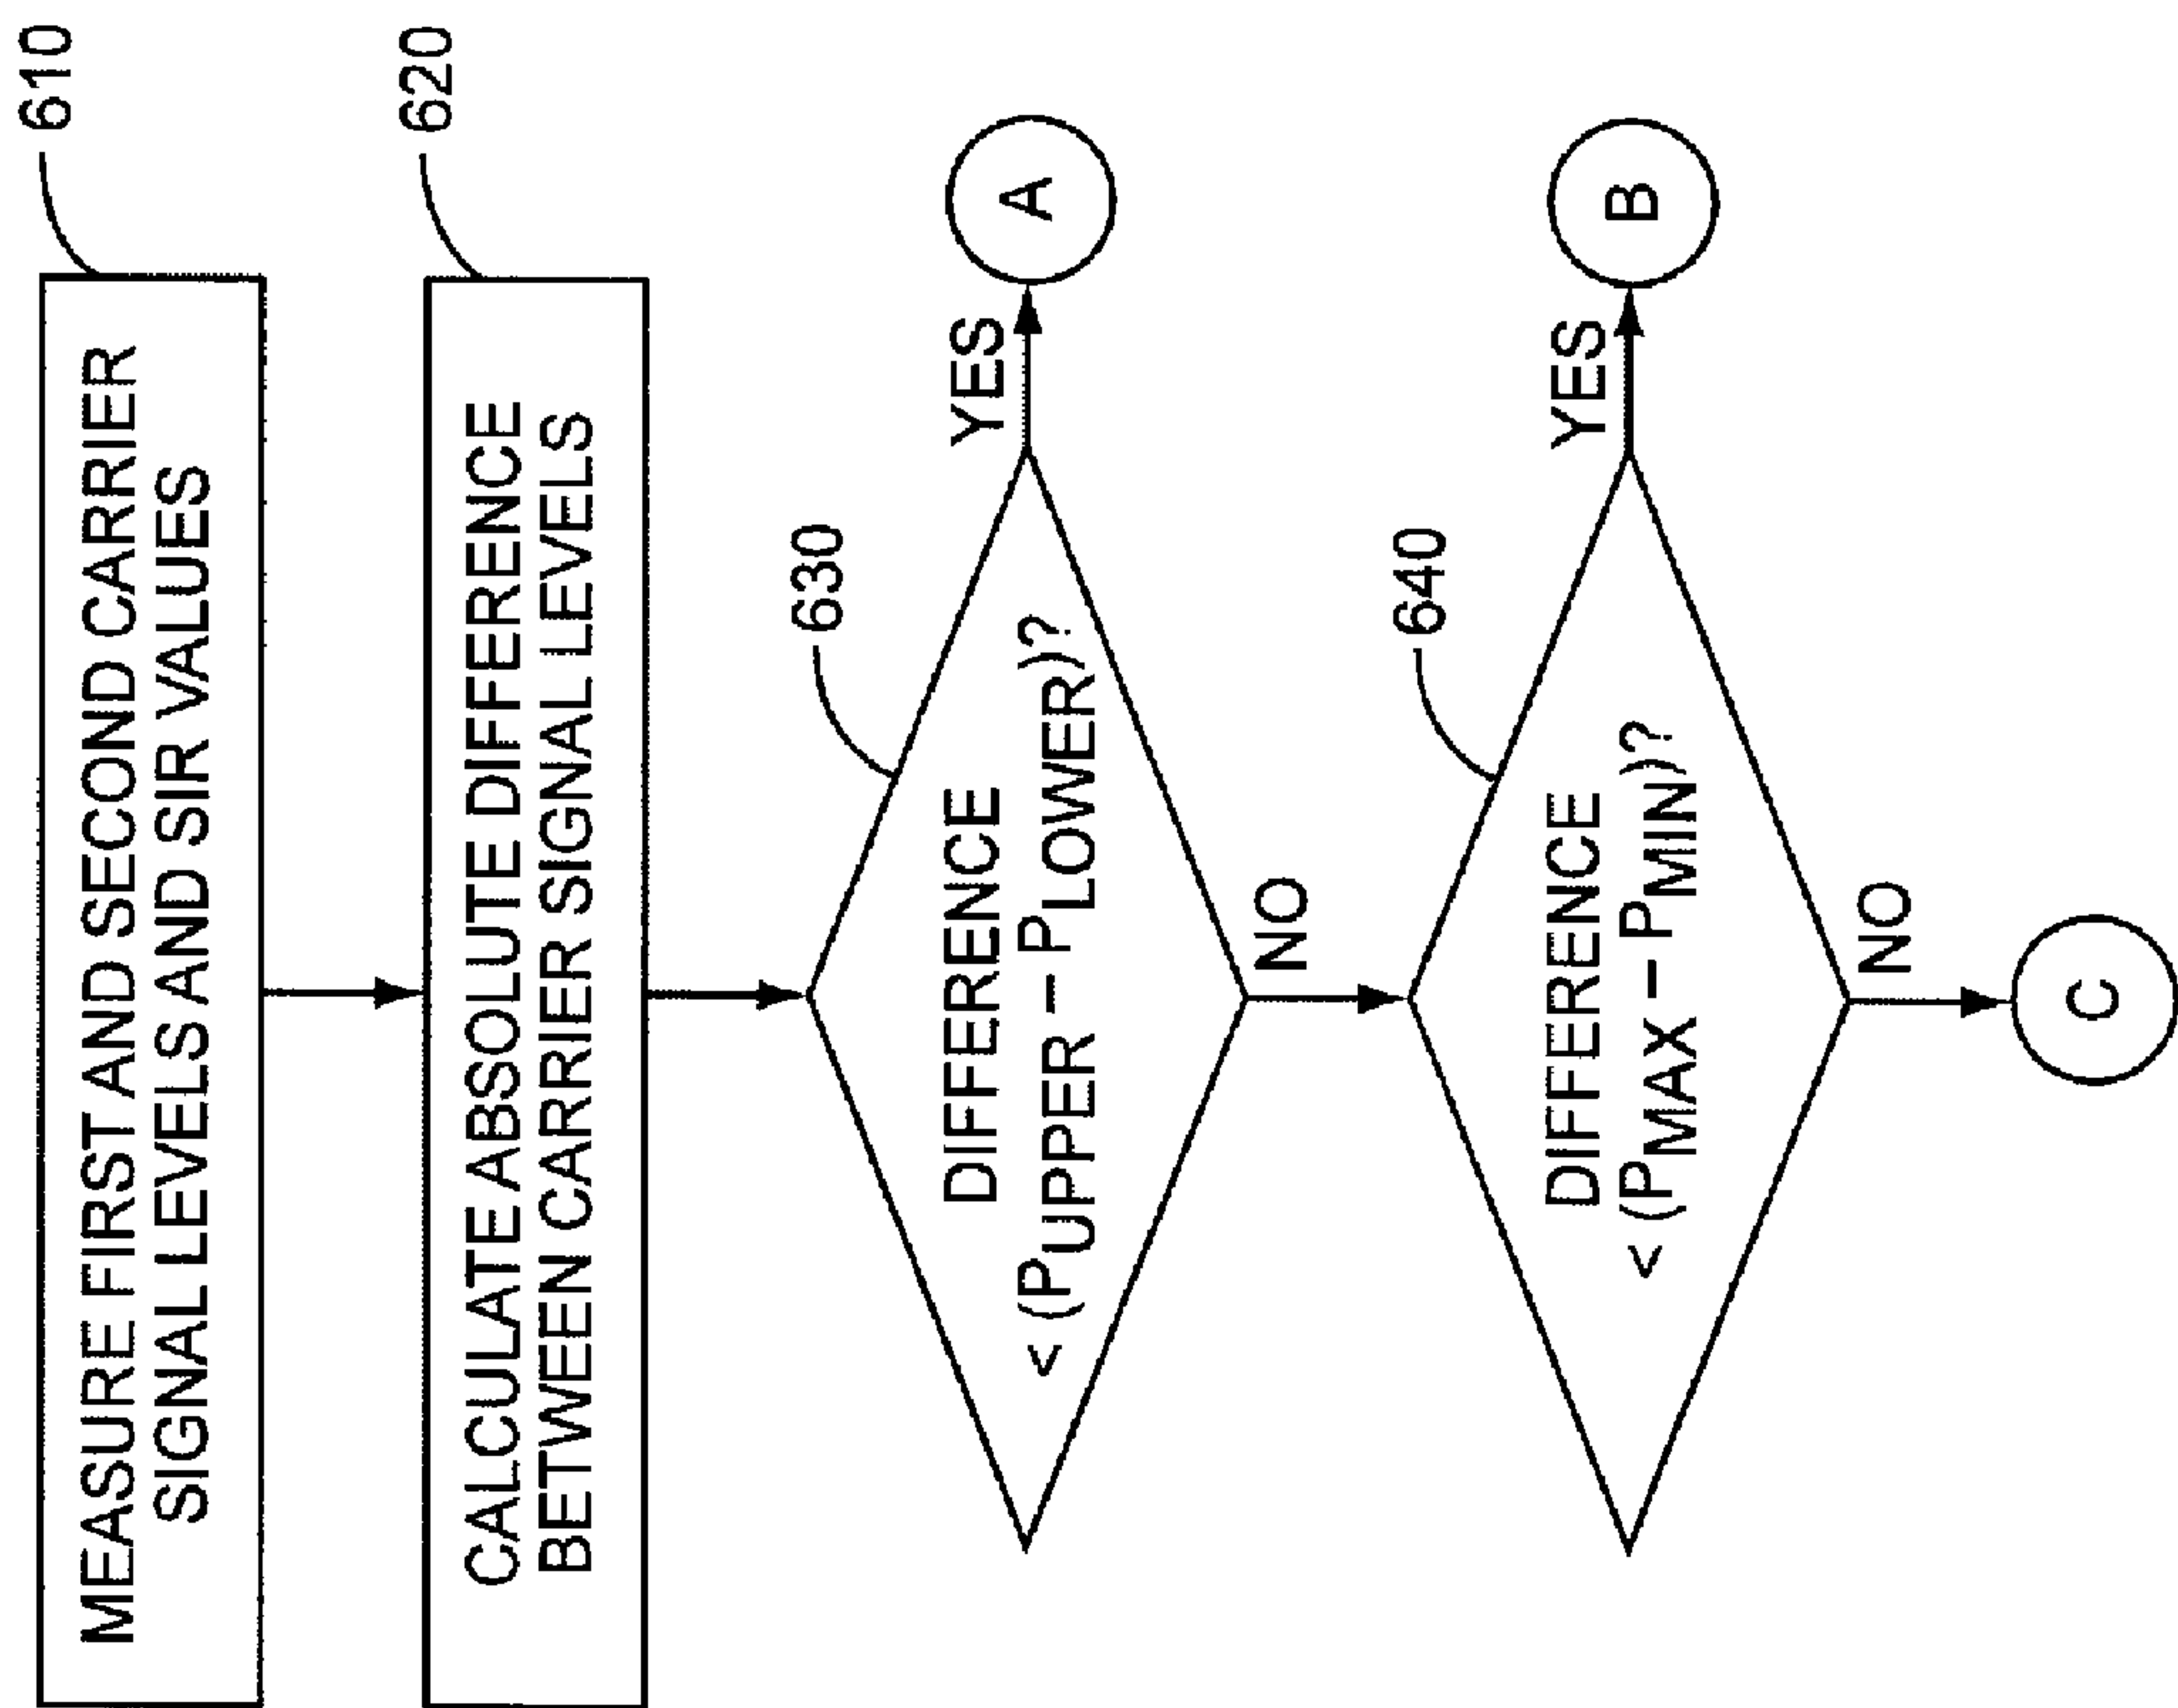 610
MEASURE FIRST AND SECOND CARRIER
SIGNAL LEVELS AND SIR VALUES
620
CALCULATE ABSOLUTE DIFFERENCE
BETWEEN CARRIER SIGNAL LEVELS
630
DIFFERENCE
< (PUPPER – PLOWER)?
YES
A
NO
640
DIFFERENCE
< (PMAX – PMIN)?
YES
B
NO
C